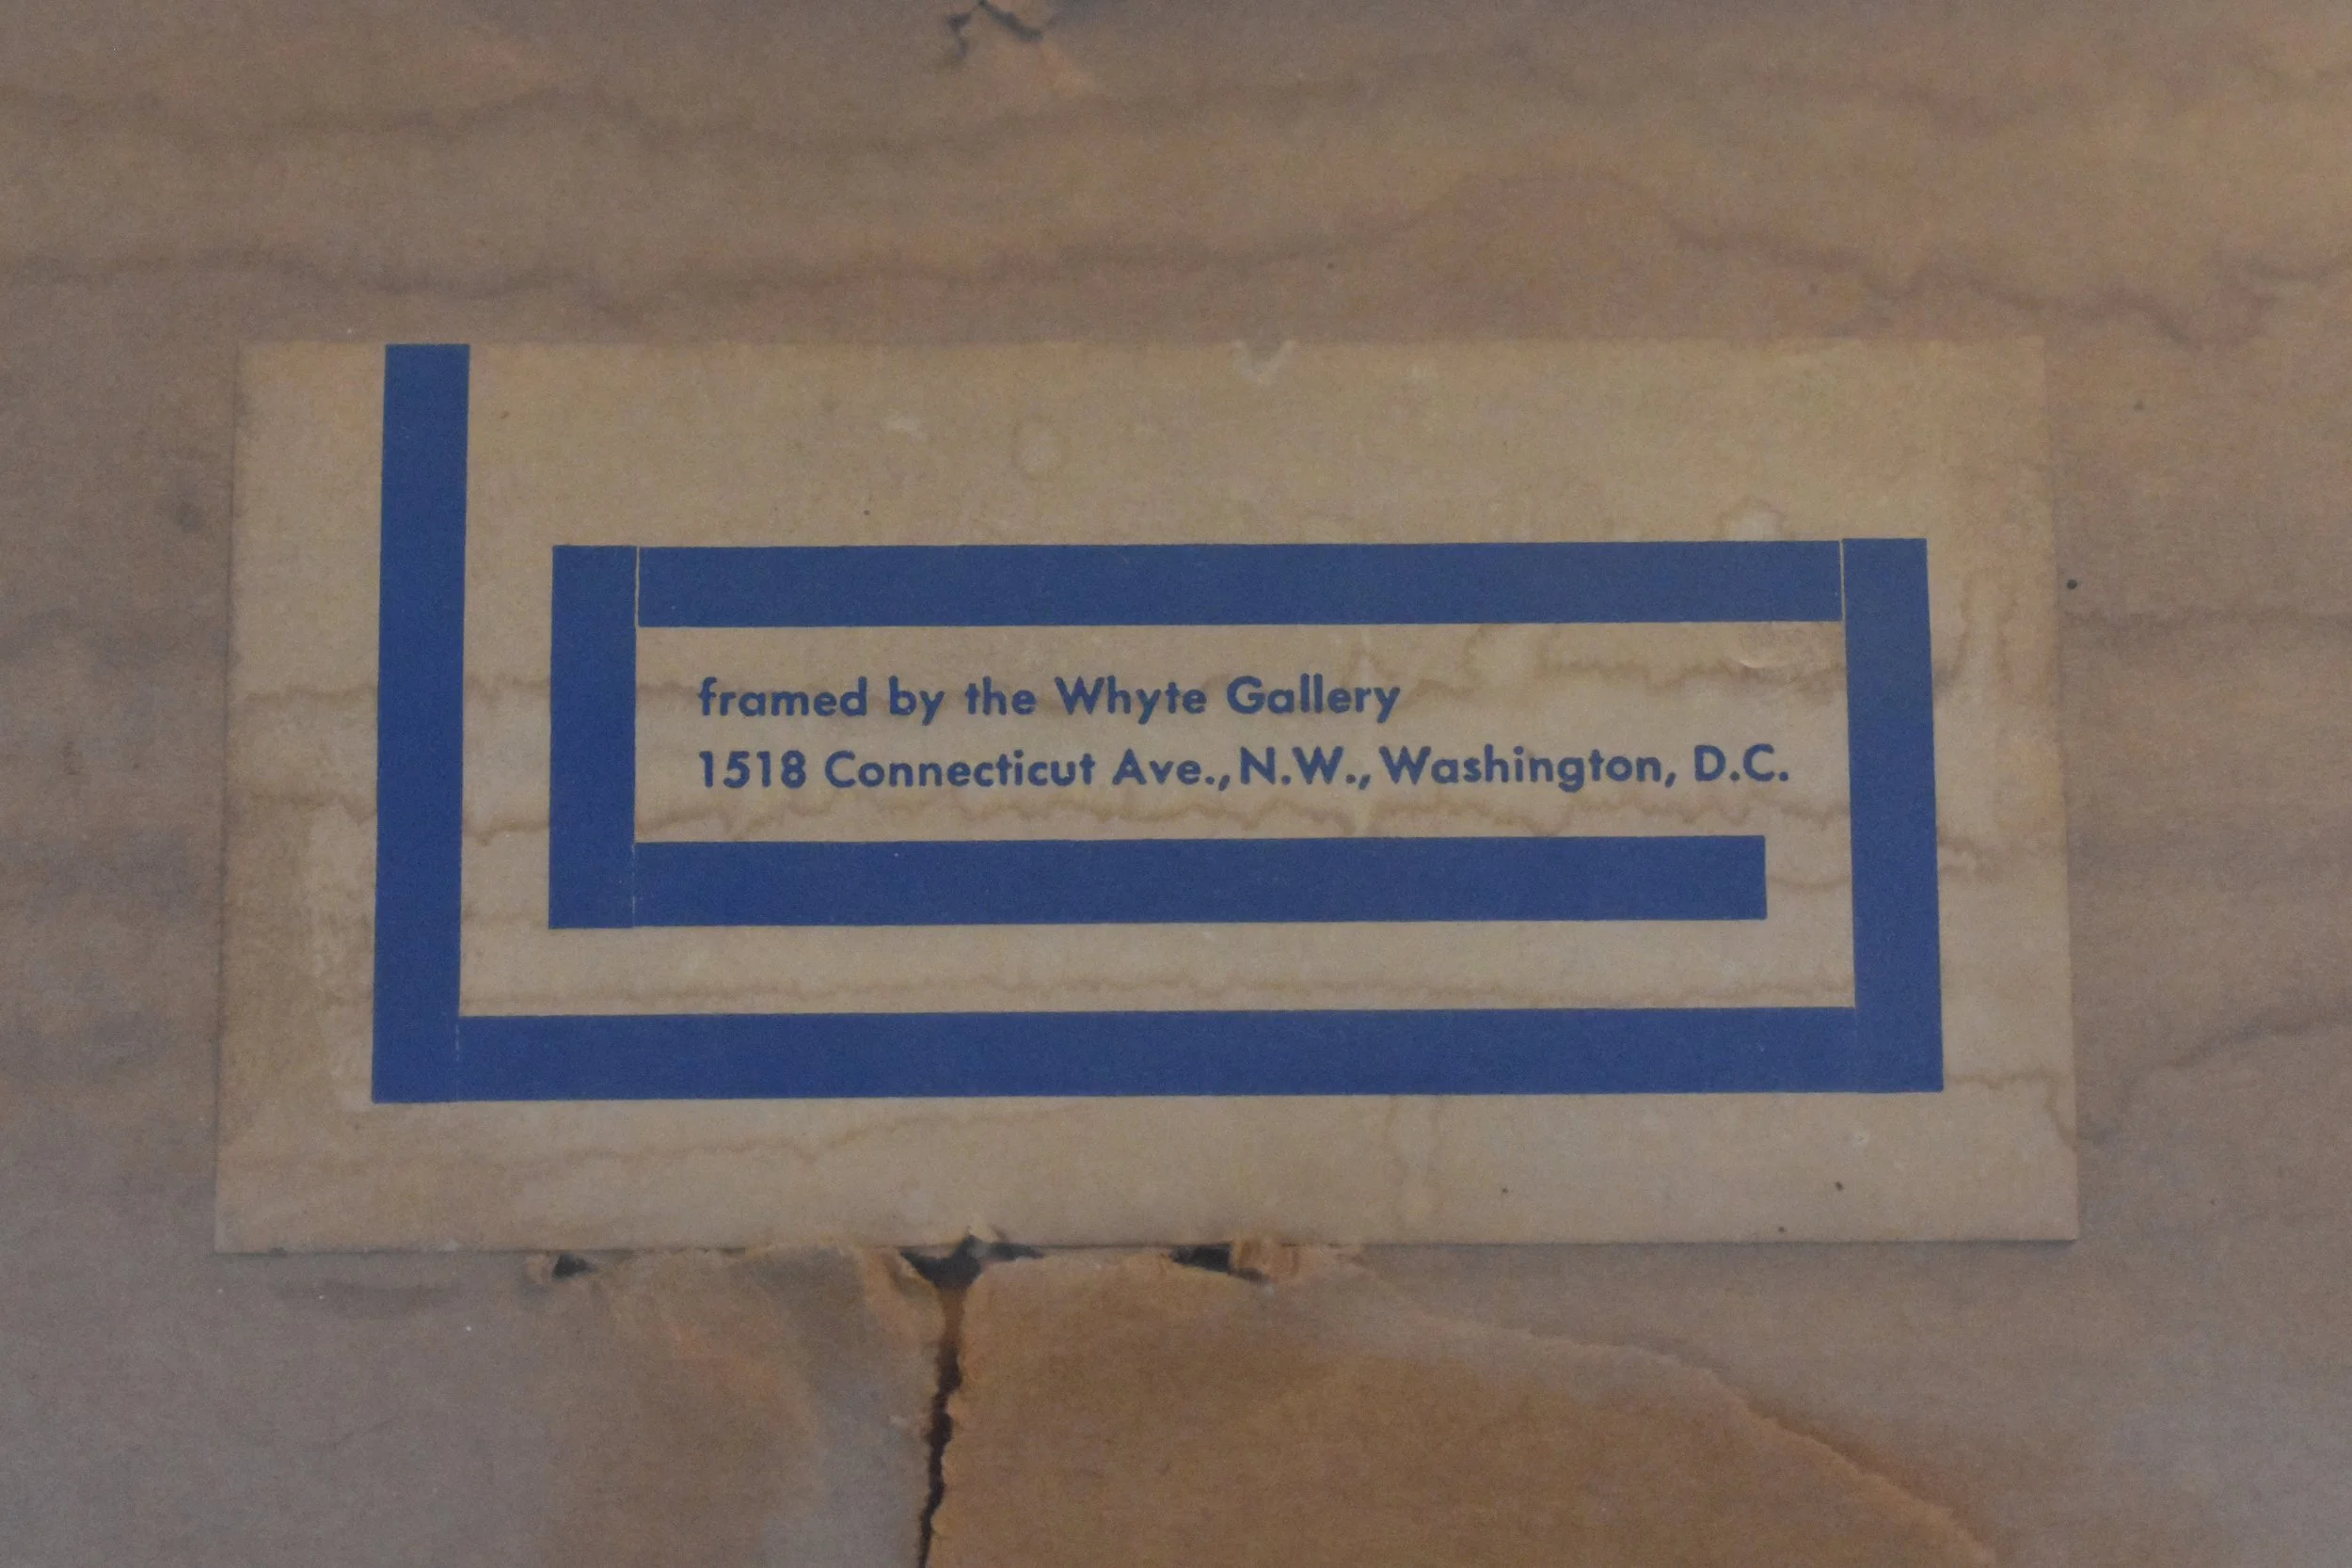 framed by the Whyte Gallery
1518 Connecticut Ave., N.W., Washington, D.C.